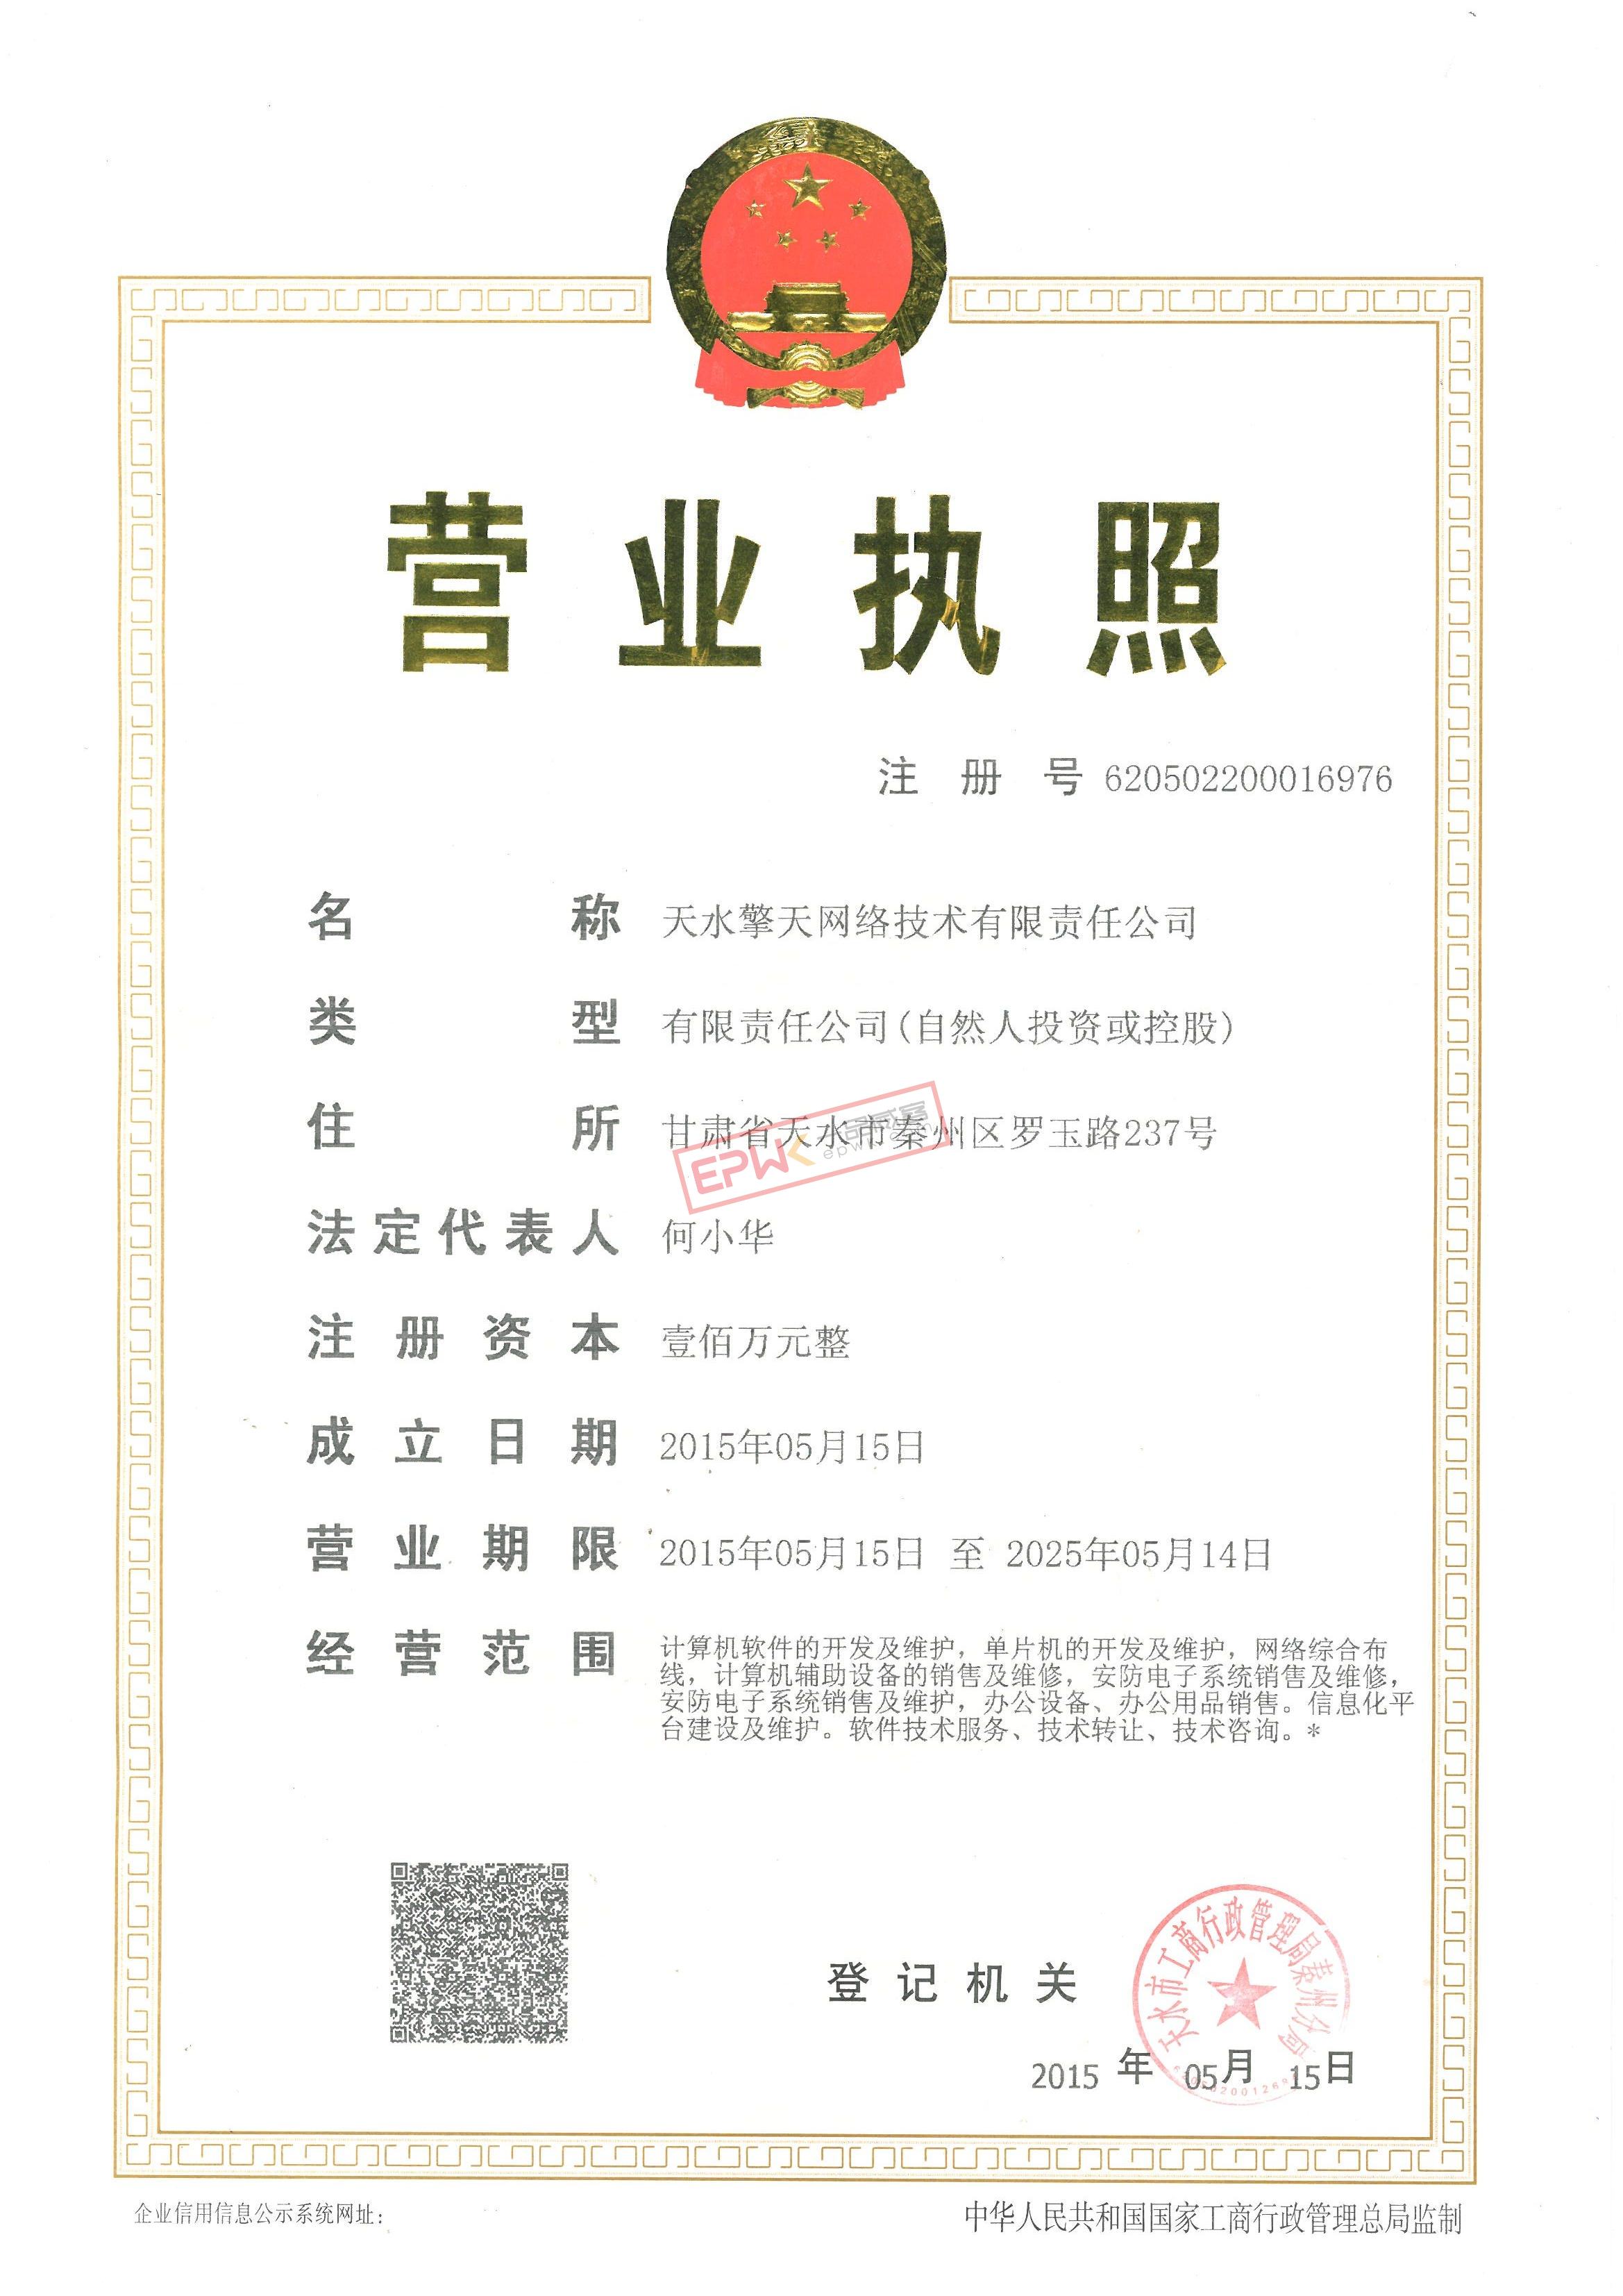 营业执照
注册号 620502200016976
名称 天水擎天网络技术有限责任公司
类型 有限责任公司(自然人投资或控股)
住所 甘肃省天水市秦州区罗玉路237号
EPWK 一品威客
epwk.com
法定代表人 何小华
注册资本 壹佰万元整
成立日期 2015年05月15日
营业期限 2015年05月15日 至 2025年05月14日
经营范围 计算机软件的开发及维护，单片机的开发及维护，网络综合布
线，计算机辅助设备的销售及维修，安防电子系统销售及维修，
安防电子系统销售及维护，办公设备、办公用品销售。信息化平
台建设及维护。软件技术服务、技术转让、技术咨询。*
天水市工商行政管理局秦州分局
登记机关
2015 年 05月 15日
企业信用信息公示系统网址：
中华人民共和国国家工商行政管理总局监制